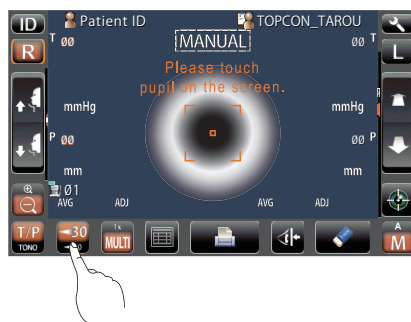 ID
Patient ID
TOPCON_TAROU
R
T
00
MANUAL
00
T
L
Please touch
pupil on the screen.
mmHg
mmHg
P
00
00
P
mm
mm
01
AVG
ADJ
AVG
ADJ
T/P
TONO
30
1x
MULTI
A
M